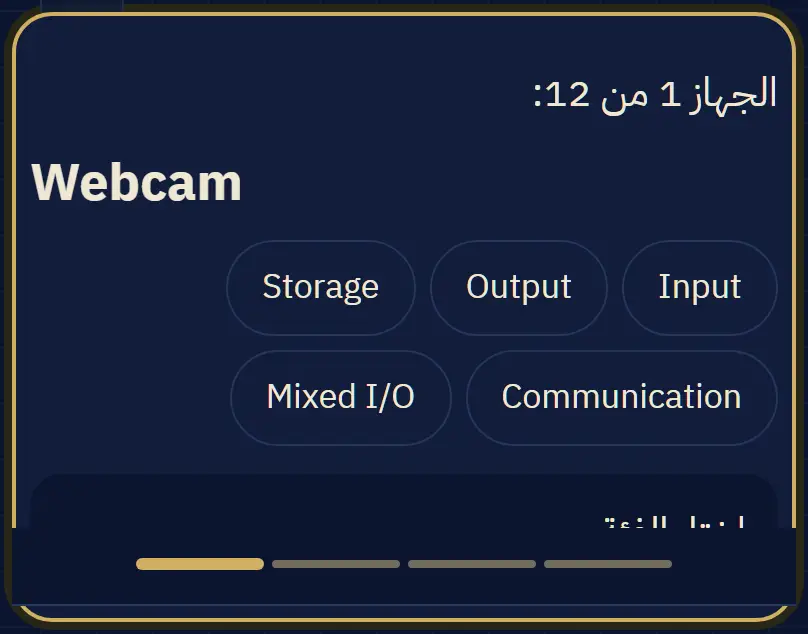 الجهاز 1 من 12:
Webcam
Input Output Storage
Communication Mixed I/O